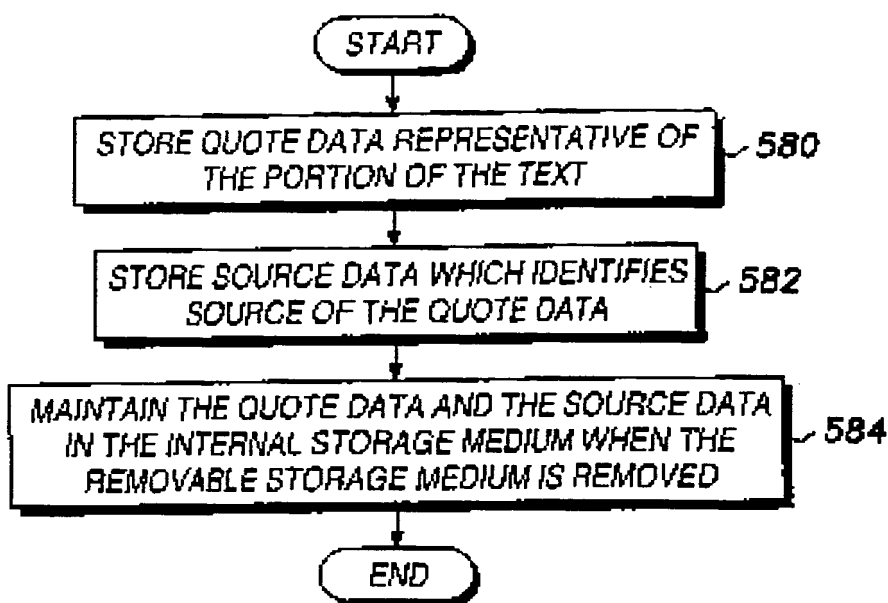 START
STORE QUOTE DATA REPRESENTATIVE OF
THE PORTION OF THE TEXT
580
STORE SOURCE DATA WHICH IDENTIFIES
SOURCE OF THE QUOTE DATA
582
MAINTAIN THE QUOTE DATA AND THE SOURCE DATA
IN THE INTERNAL STORAGE MEDIUM WHEN THE
REMOVABLE STORAGE MEDIUM IS REMOVED
584
END